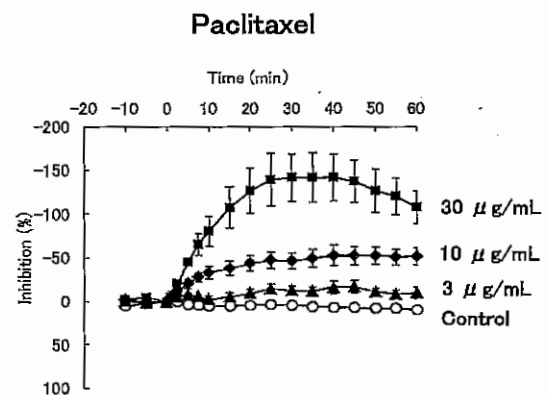 Paclitaxel
Time (min)
-20 -10 0 10 20 30 40 50 60
-200
-150
-100
-50
0
50
100
Inhibition (%)
30 μg/mL
10 μg/mL
3 μg/mL
Control